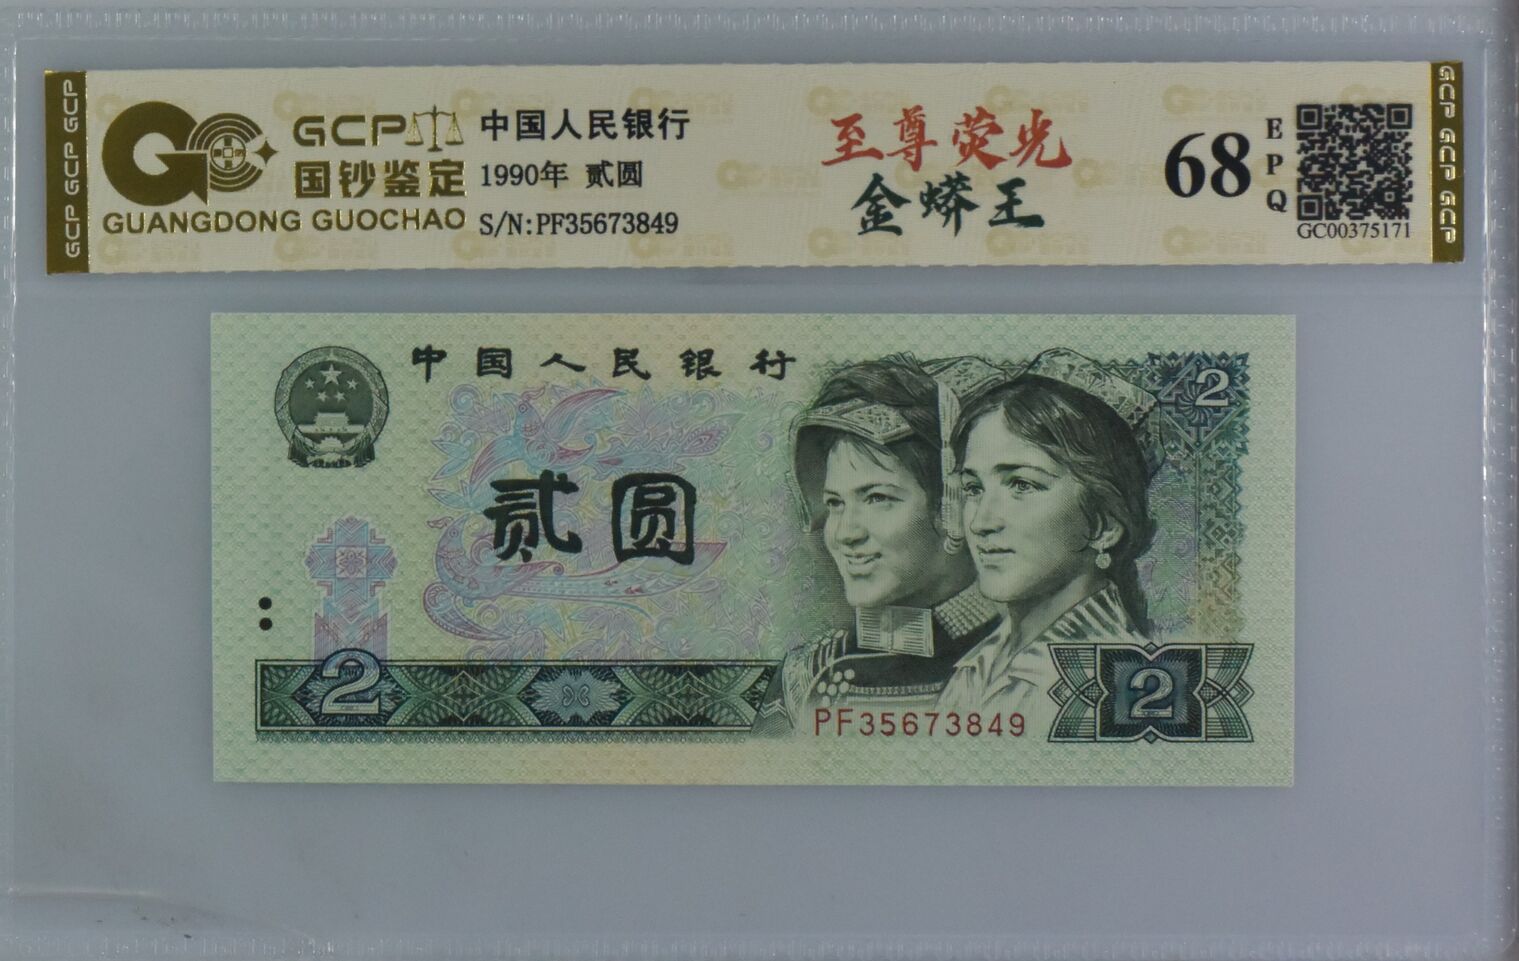 GCP GCP GCP
GCP
国钞鉴定
GUANGDONG GUOCHAO
中国人民银行
1990年 贰圆
S/N:PF35673849
至尊荧光
金蟒王
68
EPQ
GC00375171
GCP GCP GCP
中国人民银行
2
贰圆
2
2
PF35673849